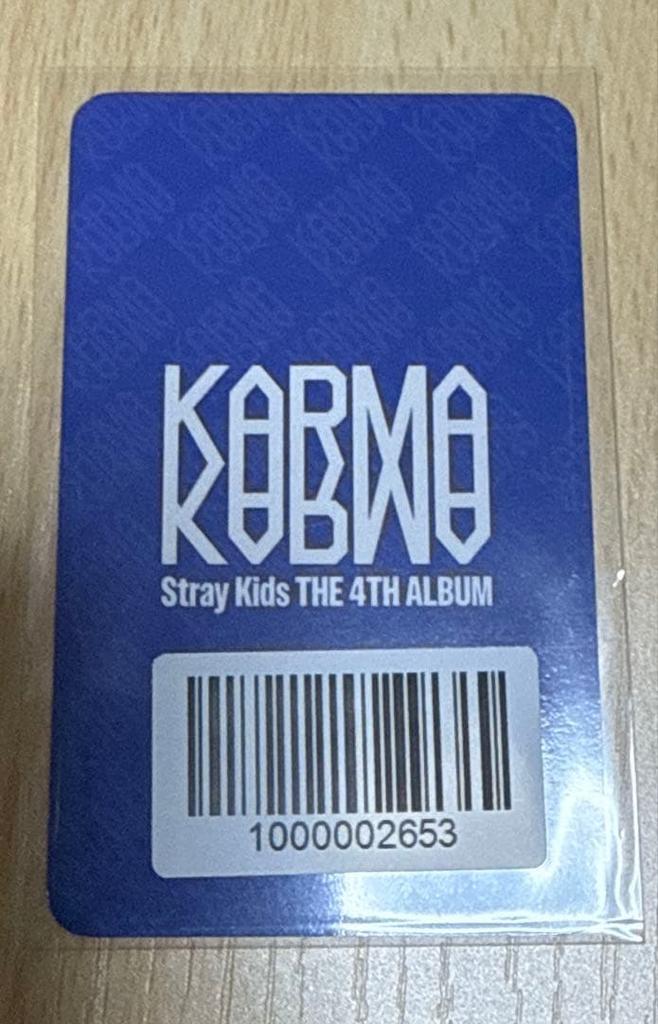 KARMA
Stray Kids THE 4TH ALBUM
1000002653